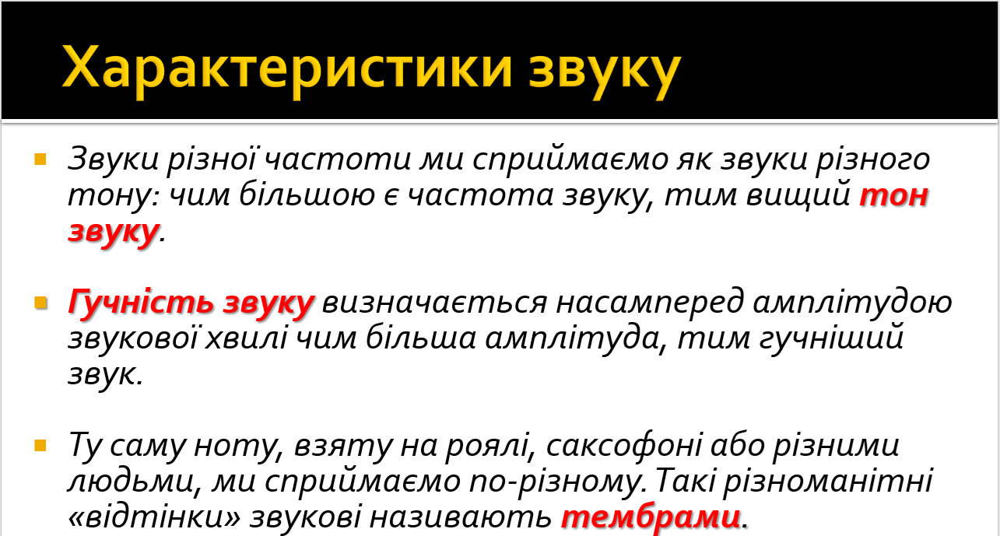 Характеристики звуку
Звуки різної частоти ми сприймаємо як звуки різного
тону: чим більшою є частота звуку, тим вищий тон
звуку.
Гучність звуку визначається насамперед амплітудою
звукової хвилі чим більша амплітуда, тим гучніший
звук.
Ту саму ноту, взяту на роялі, саксофоні або різними
людьми, ми сприймаємо по-різному. Такі різноманітні
«відтінки» звукові називають тембрами.